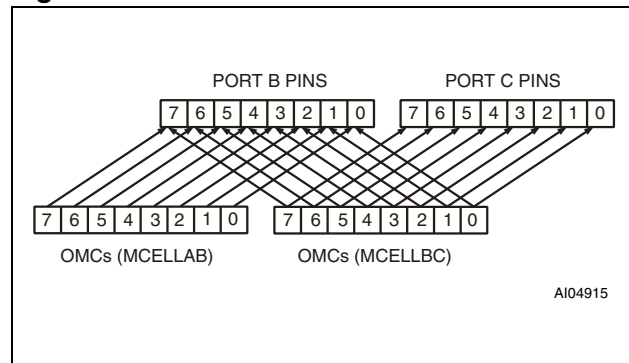 PORT B PINS PORT C PINS
7 6 5 4 3 2 1 0 7 6 5 4 3 2 1 0
7 6 5 4 3 2 1 0 7 6 5 4 3 2 1 0
OMCs (MCELLAB) OMCs (MCELLBC)
AI04915